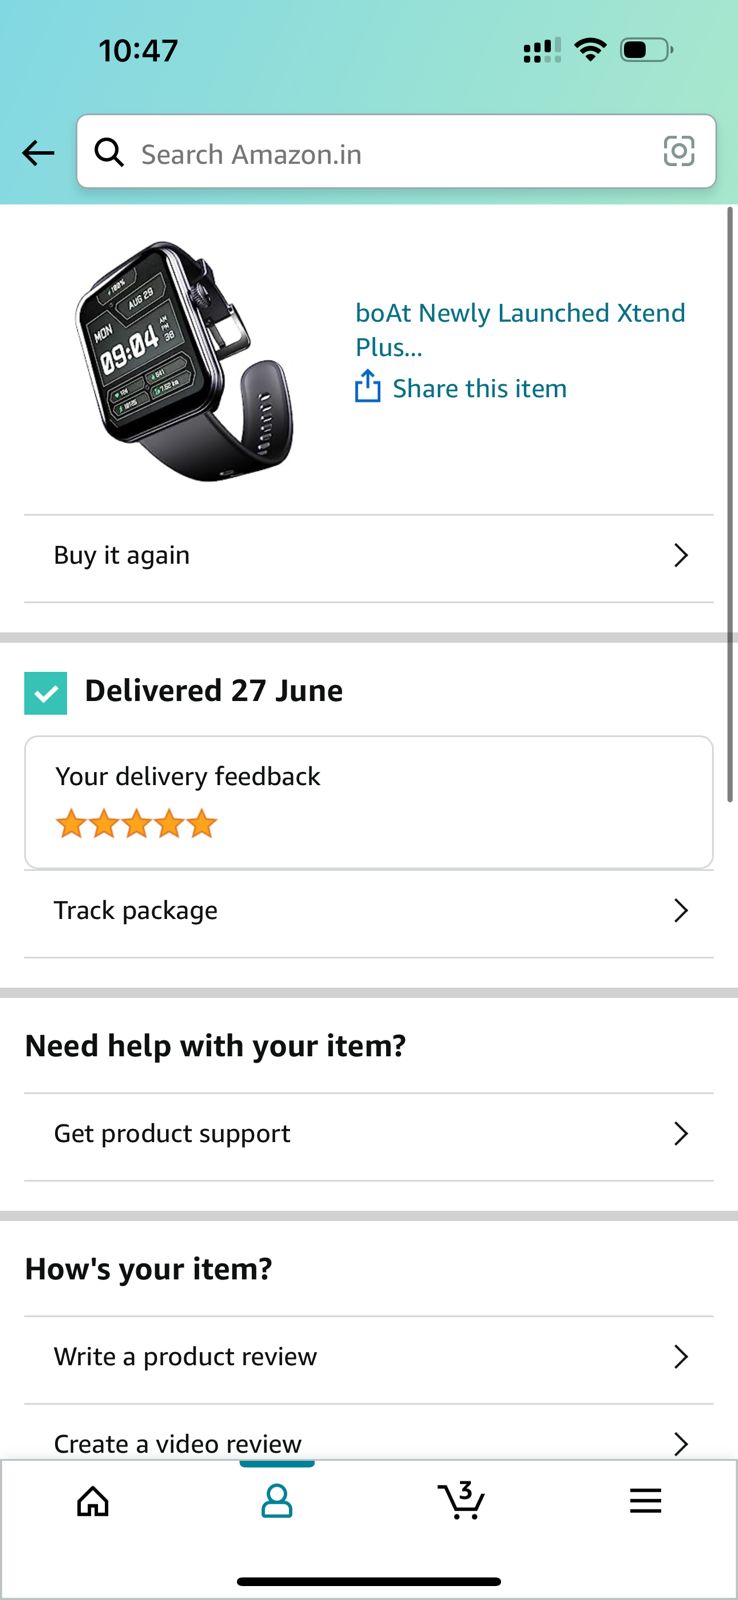 10:47
Search Amazon.in
100%
AUG 29
MON
09:04
AM
PM
38
boAt Newly Launched Xtend
Plus...
Share this item
Buy it again
Delivered 27 June
Your delivery feedback
Track package
Need help with your item?
Get product support
How's your item?
Write a product review
Create a video review
3